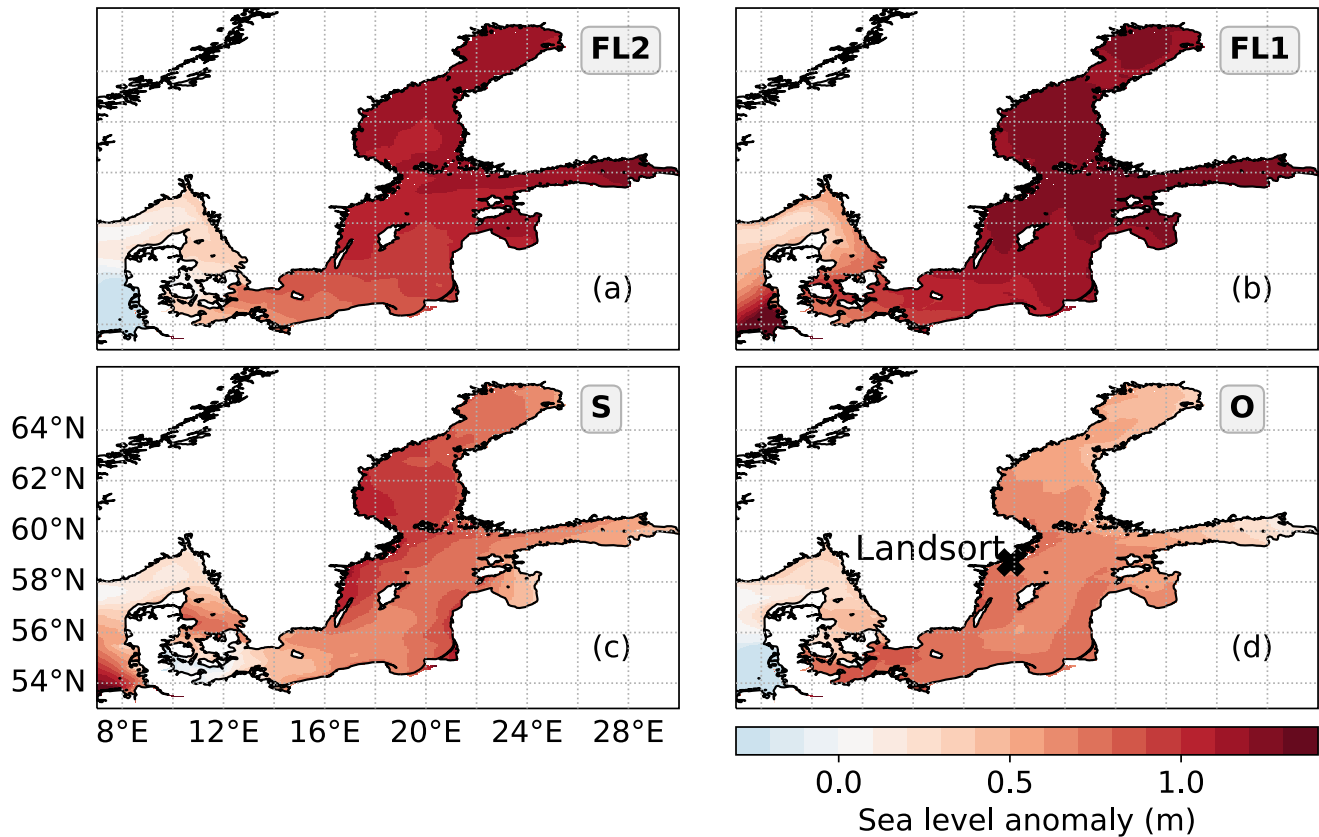 FL2
(a)
FL1
(b)
S
(c)
64°N
62°N
60°N
58°N
56°N
54°N
8°E 12°E 16°E 20°E 24°E 28°E
O
Landsort
(d)
0.0 0.5 1.0
Sea level anomaly (m)